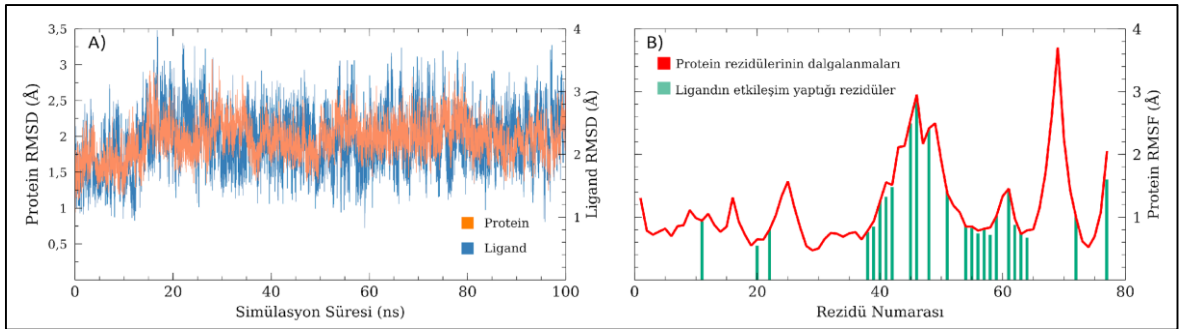 A)
Protein RMSD (Å)
3,5
3
2,5
2
1,5
1
0,5
4
3
2
1
Ligand RMSD (Å)
Protein
Ligand
0 20 40 60 80 100
Simülasyon Süresi (ns)
B)
Protein rezidülerinin dalgalanmaları
Ligandın etkileşim yaptığı rezidüler
4
3
2
1
Protein RMSF (Å)
0 20 40 60 80
Rezidü Numarası